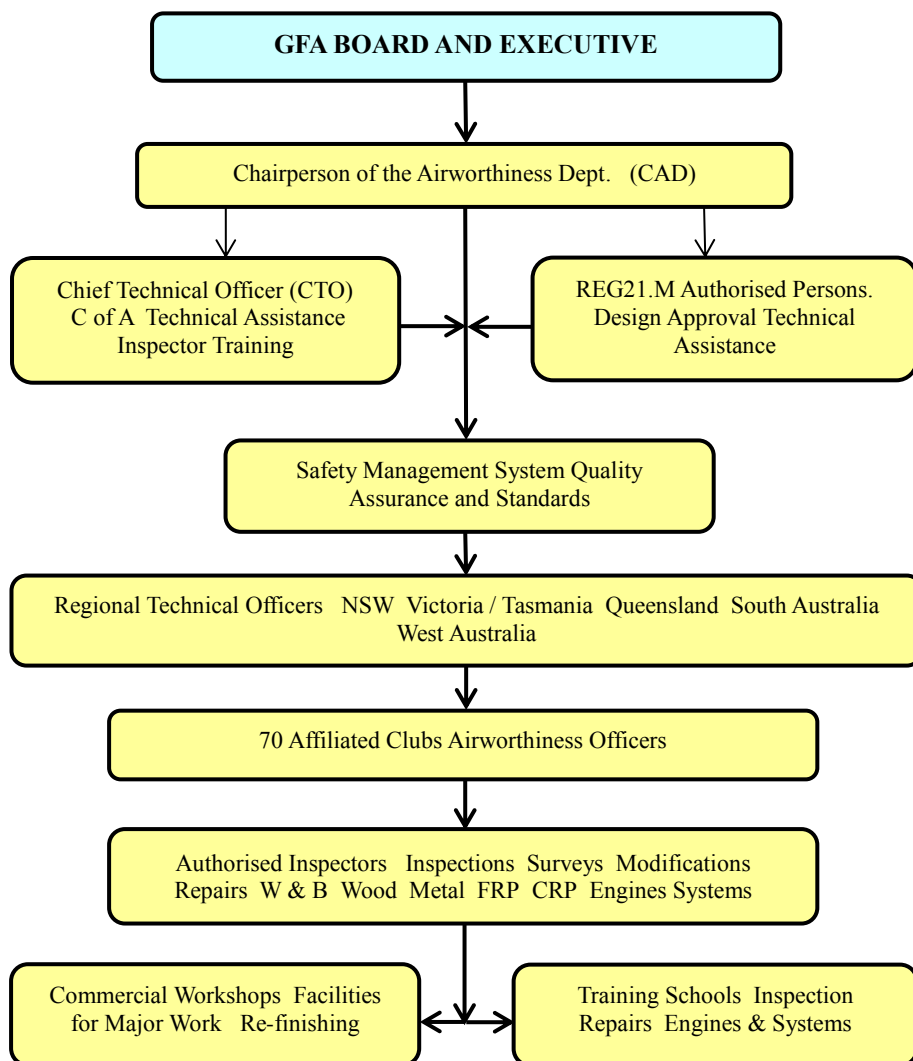 GFA BOARD AND EXECUTIVE
Chairperson of the Airworthiness Dept. (CAD)
Chief Technical Officer (CTO)
C of A Technical Assistance
Inspector Training
REG21.M Authorised Persons.
Design Approval Technical
Assistance
Safety Management System Quality
Assurance and Standards
Regional Technical Officers NSW Victoria / Tasmania Queensland South Australia
West Australia
70 Affiliated Clubs Airworthiness Officers
Authorised Inspectors Inspections Surveys Modifications
Repairs W & B Wood Metal FRP CRP Engines Systems
Commercial Workshops Facilities
for Major Work Re-finishing
Training Schools Inspection
Repairs Engines & Systems